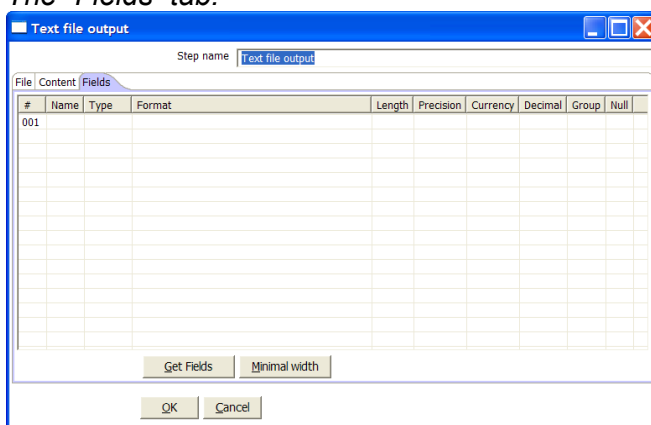 The "Fields" tab:
Text file output
Step name Text file output
File Content Fields
# Name Type Format Length Precision Currency Decimal Group Null
001
Get Fields Minimal width
OK Cancel